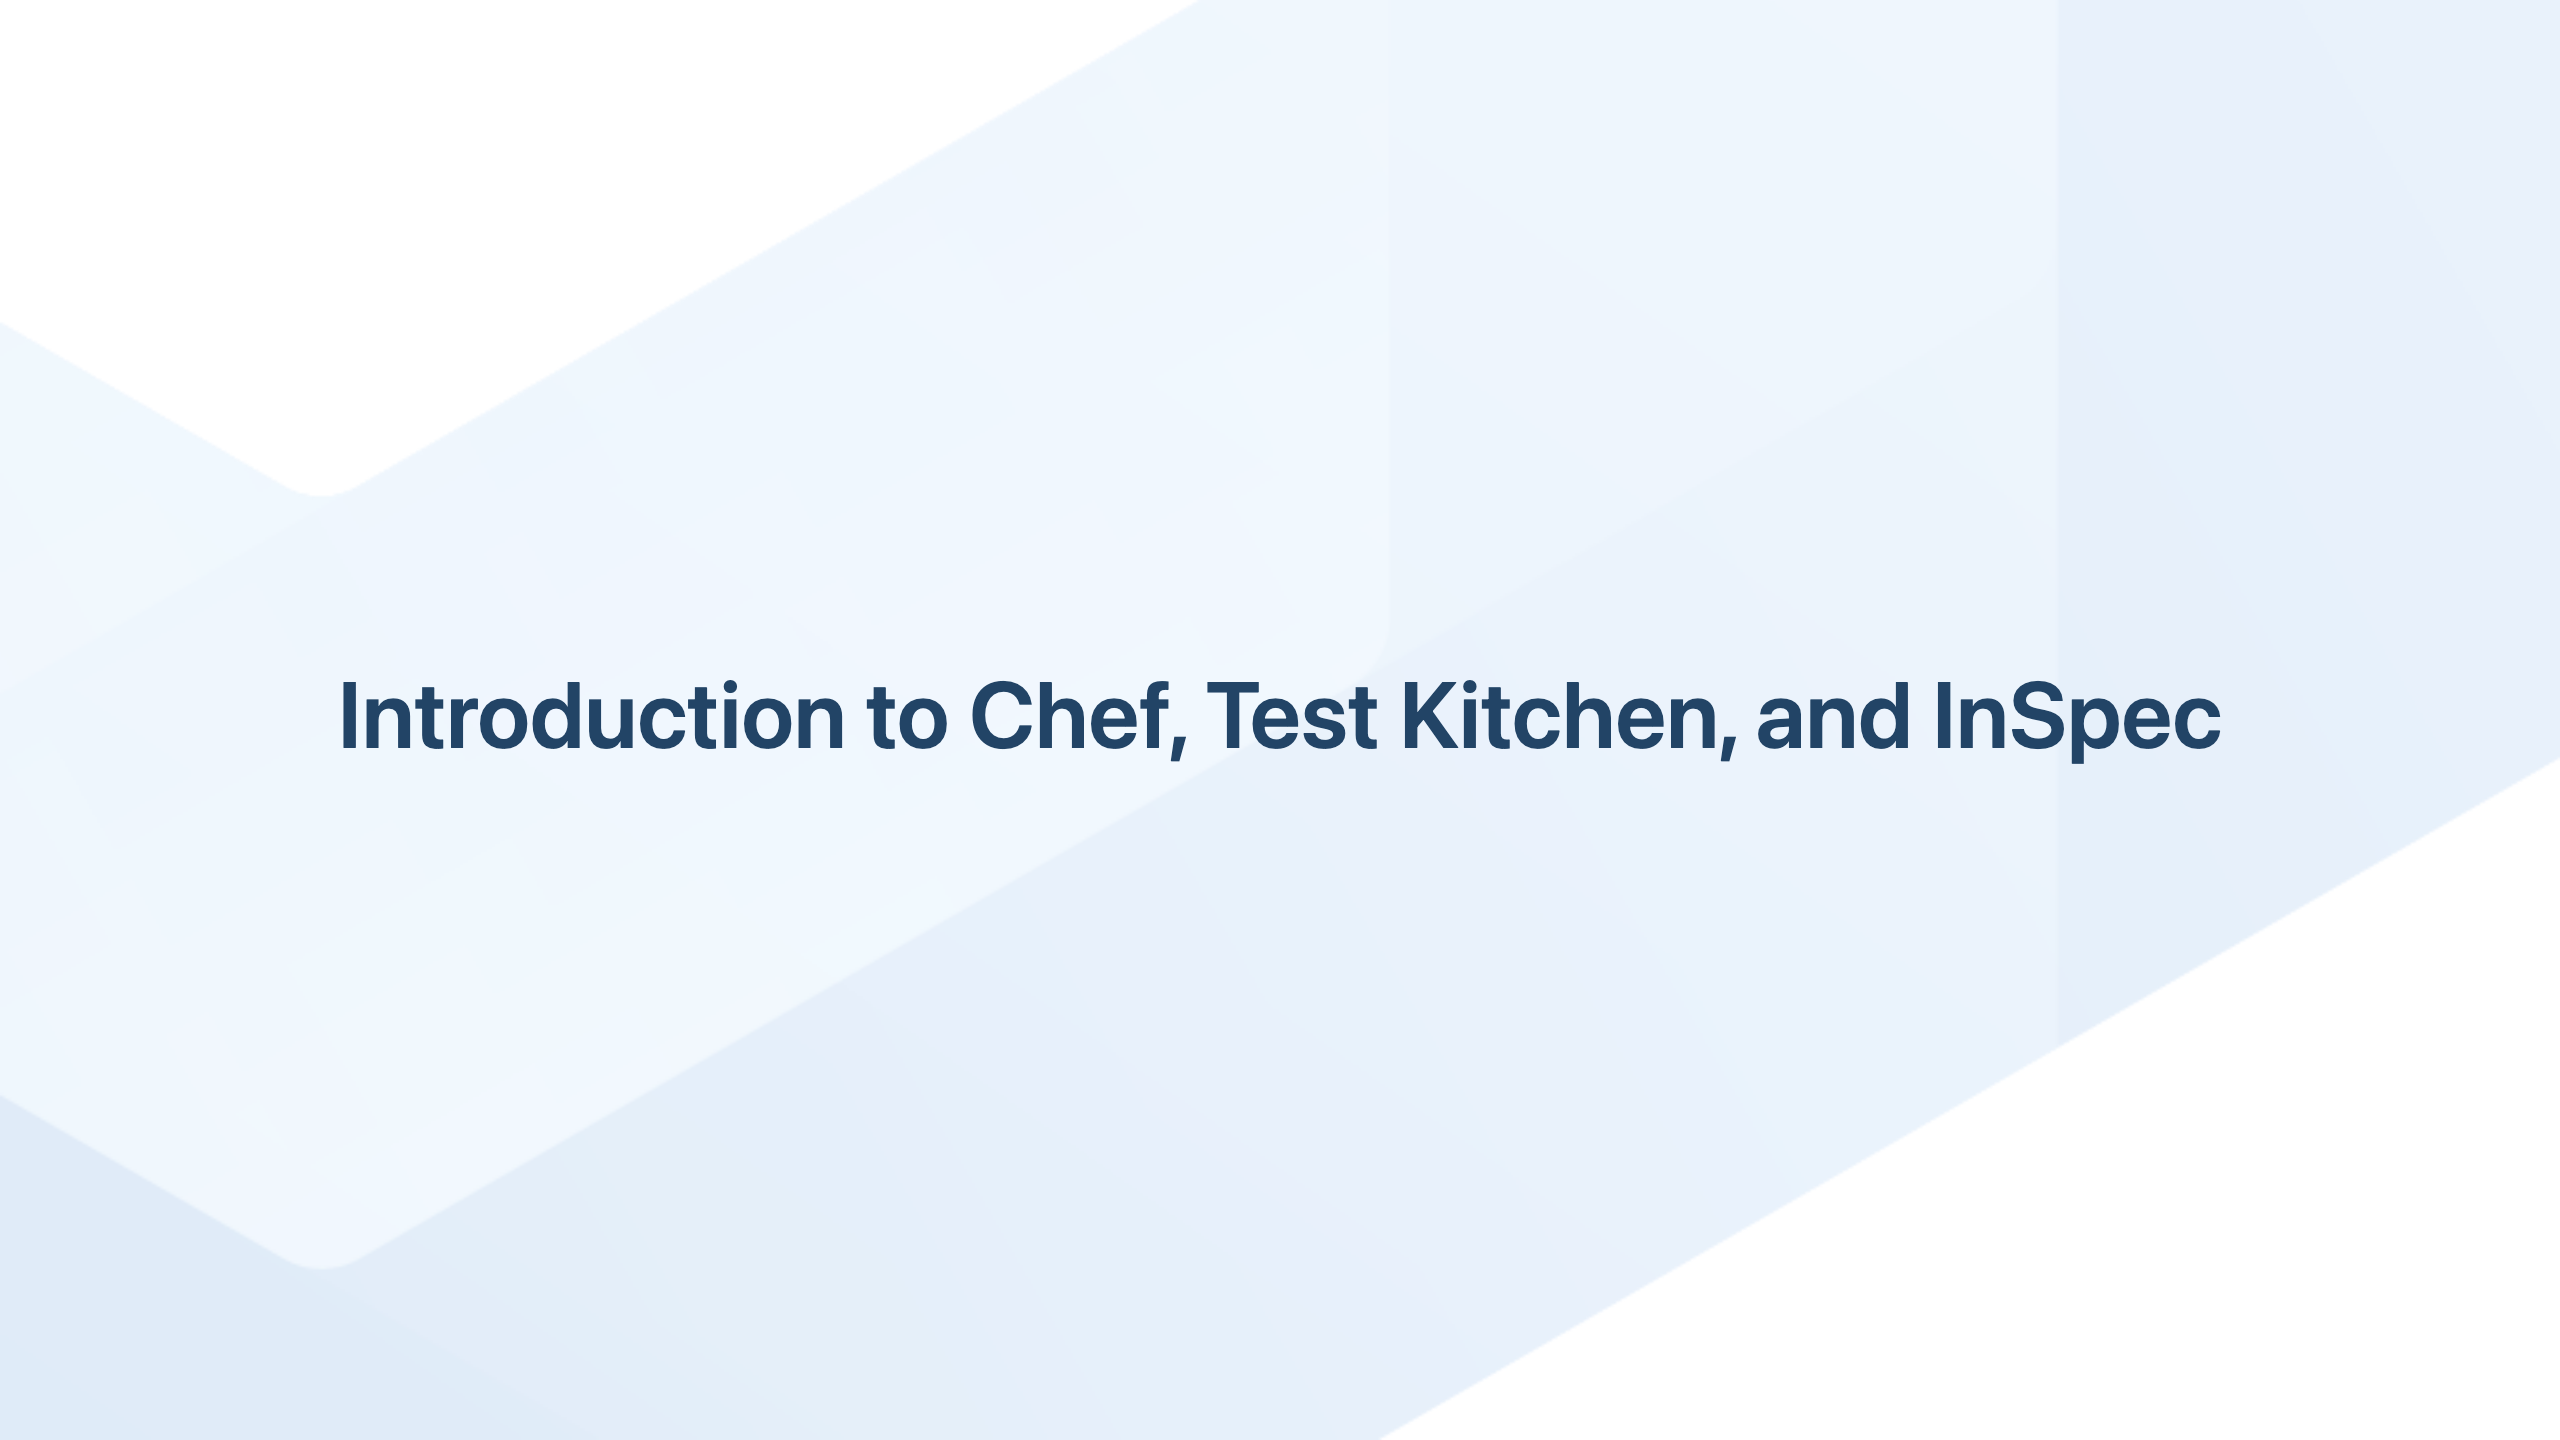 Introduction to Chef, Test Kitchen, and InSpec